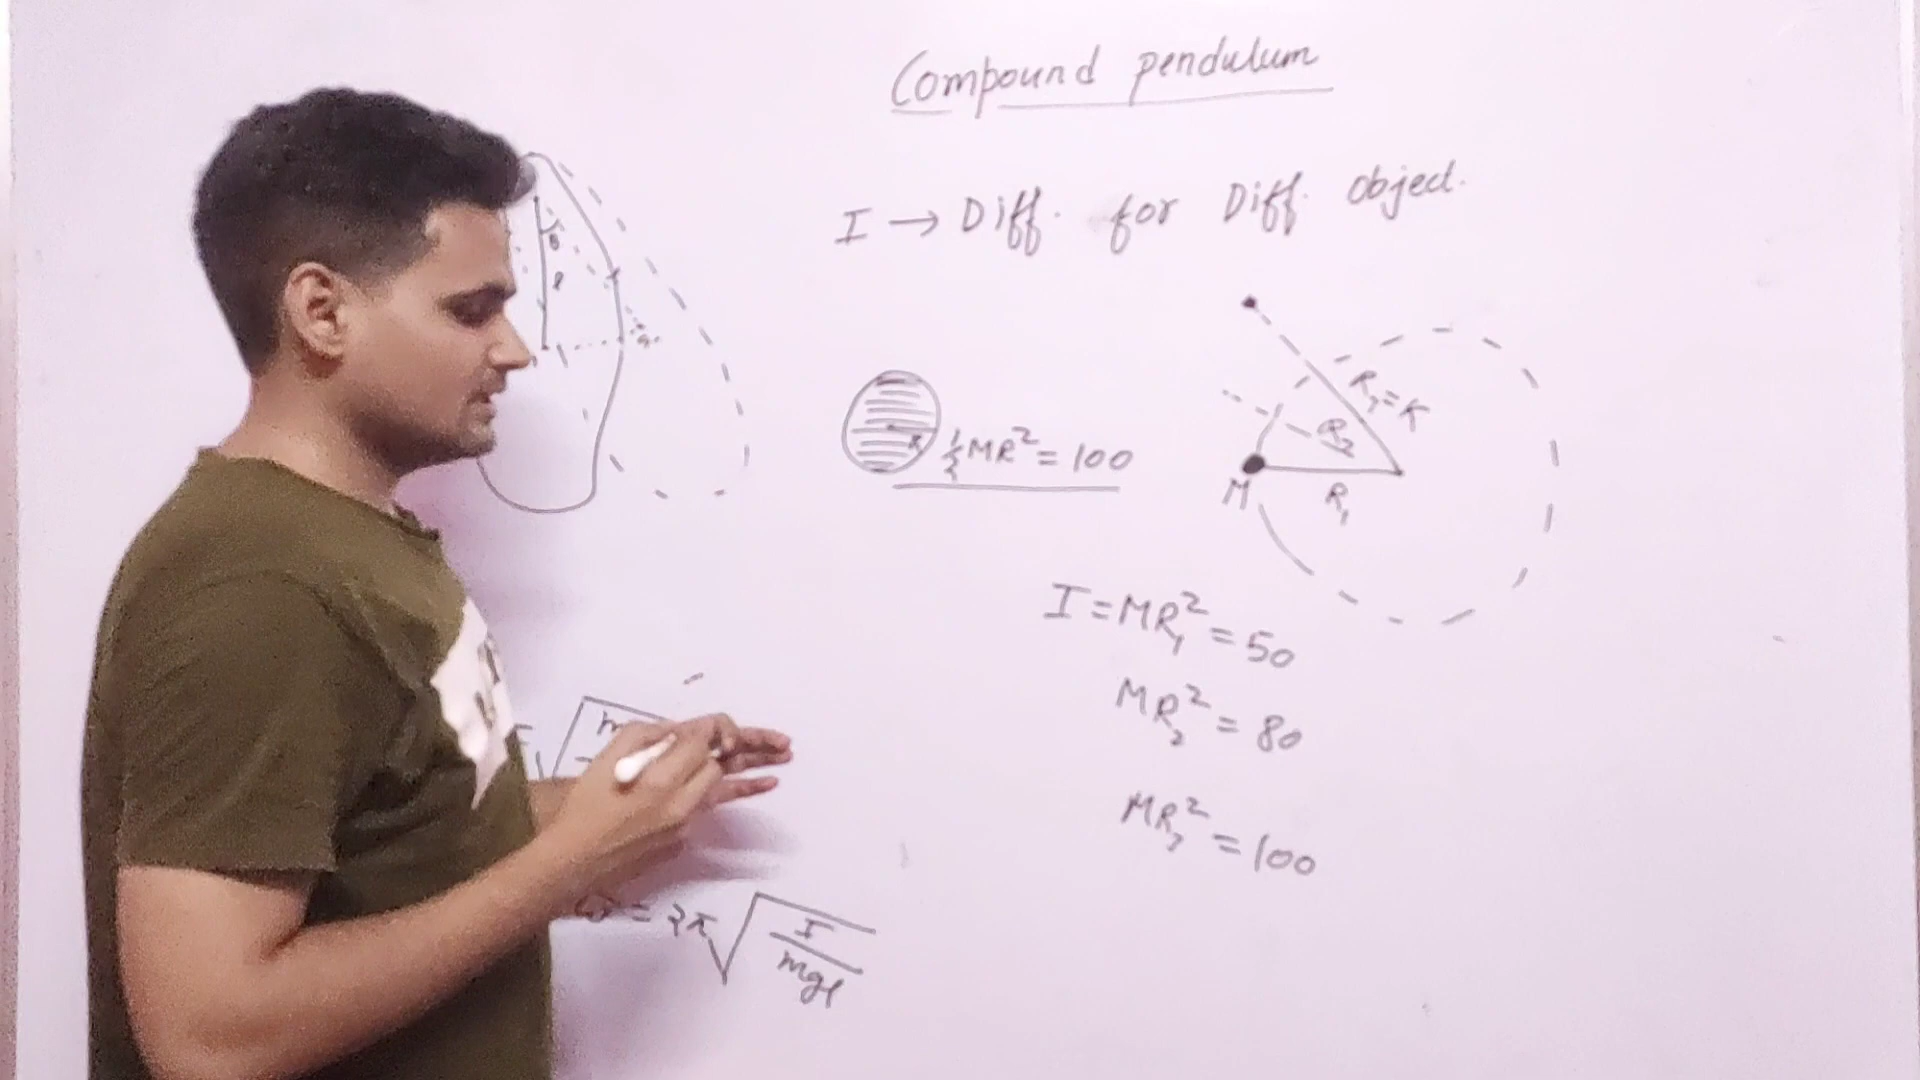 Compound pendulum
I → Diff. for Diff. object.
θ
l
R
½MR² = 100
R₃ = K
R₂
M
R₁
I = MR₁² = 50
MR₂² = 80
MR₃² = 100
m
= 2π √(I/mgl)